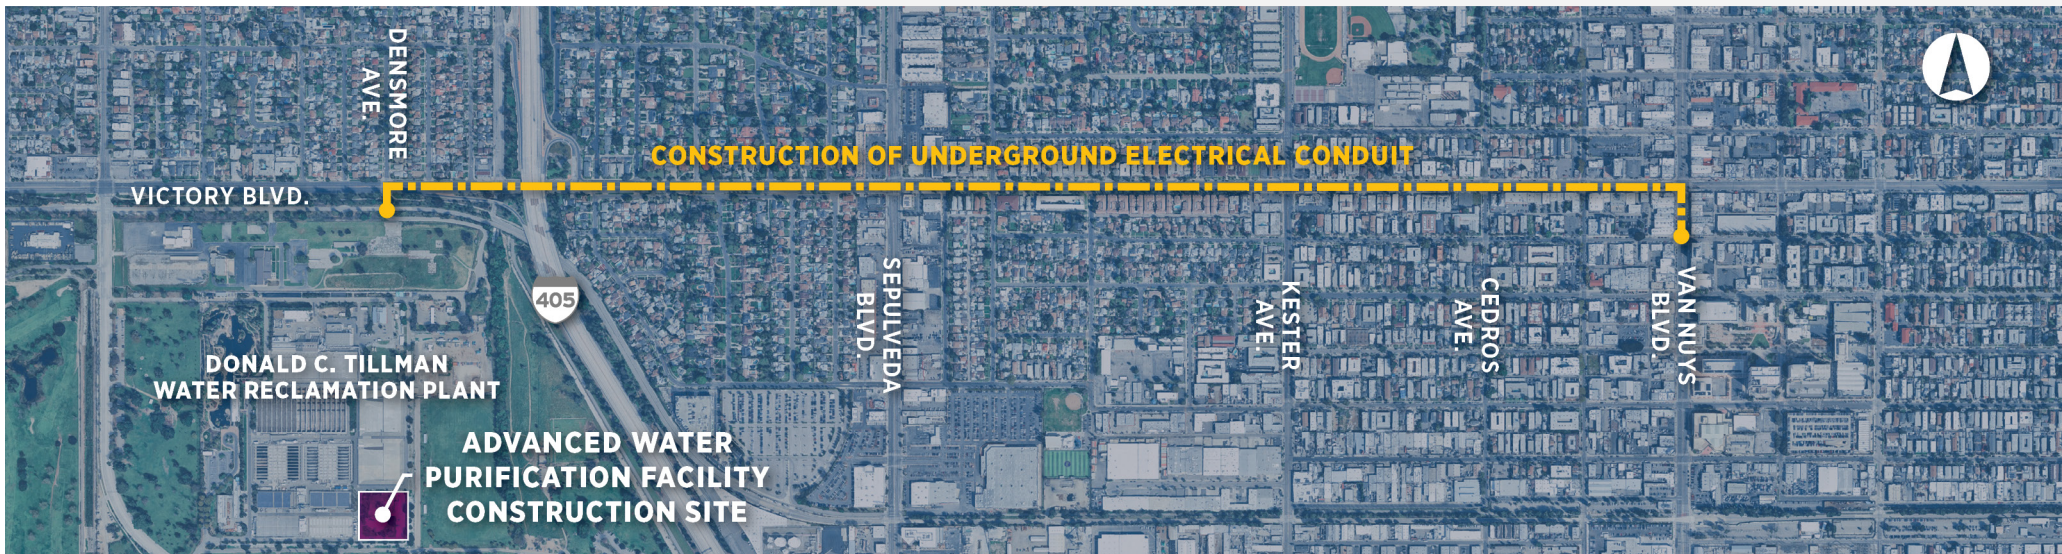 DENSMORE
AVE.
CONSTRUCTION OF UNDERGROUND ELECTRICAL CONDUIT
VICTORY BLVD.
405
SEPULVEDA
BLVD.
KESTER
AVE.
CEDROS
AVE.
VAN NUYS
BLVD.
DONALD C. TILLMAN
WATER RECLAMATION PLANT
ADVANCED WATER
PURIFICATION FACILITY
CONSTRUCTION SITE